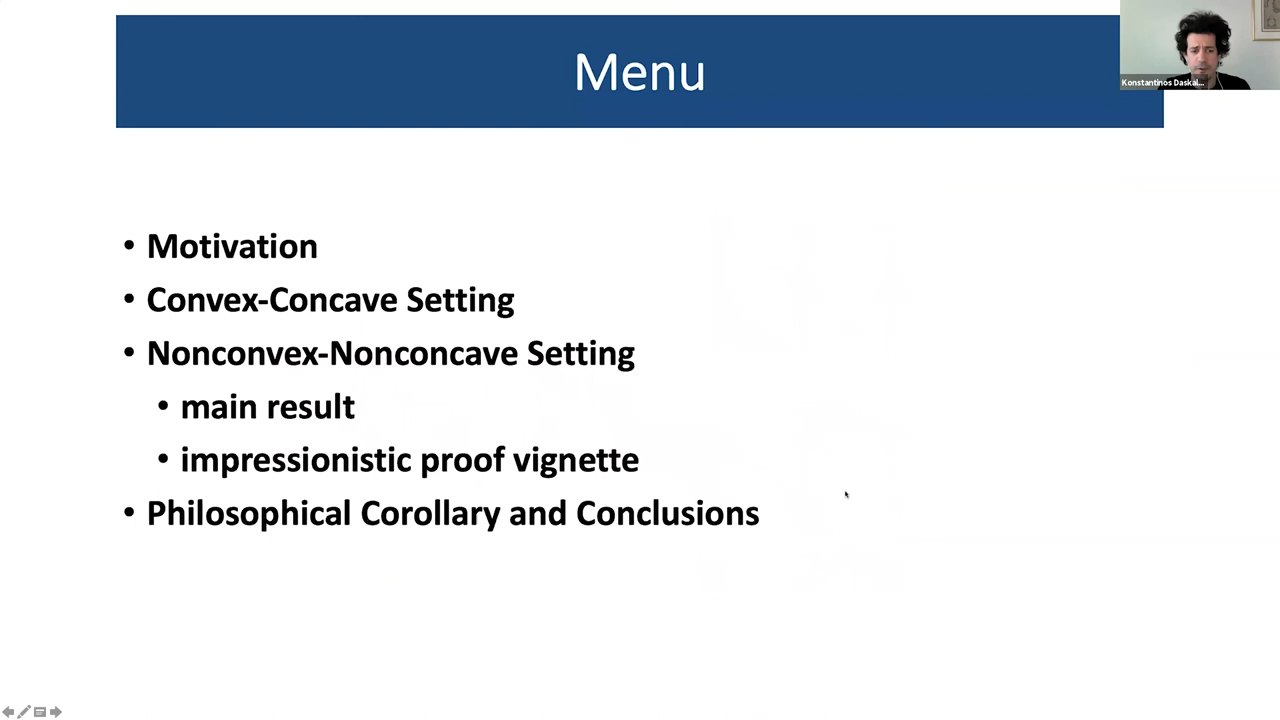 Menu
Konstantinos Daskal...
• Motivation
• Convex-Concave Setting
• Nonconvex-Nonconcave Setting
• main result
• impressionistic proof vignette
• Philosophical Corollary and Conclusions